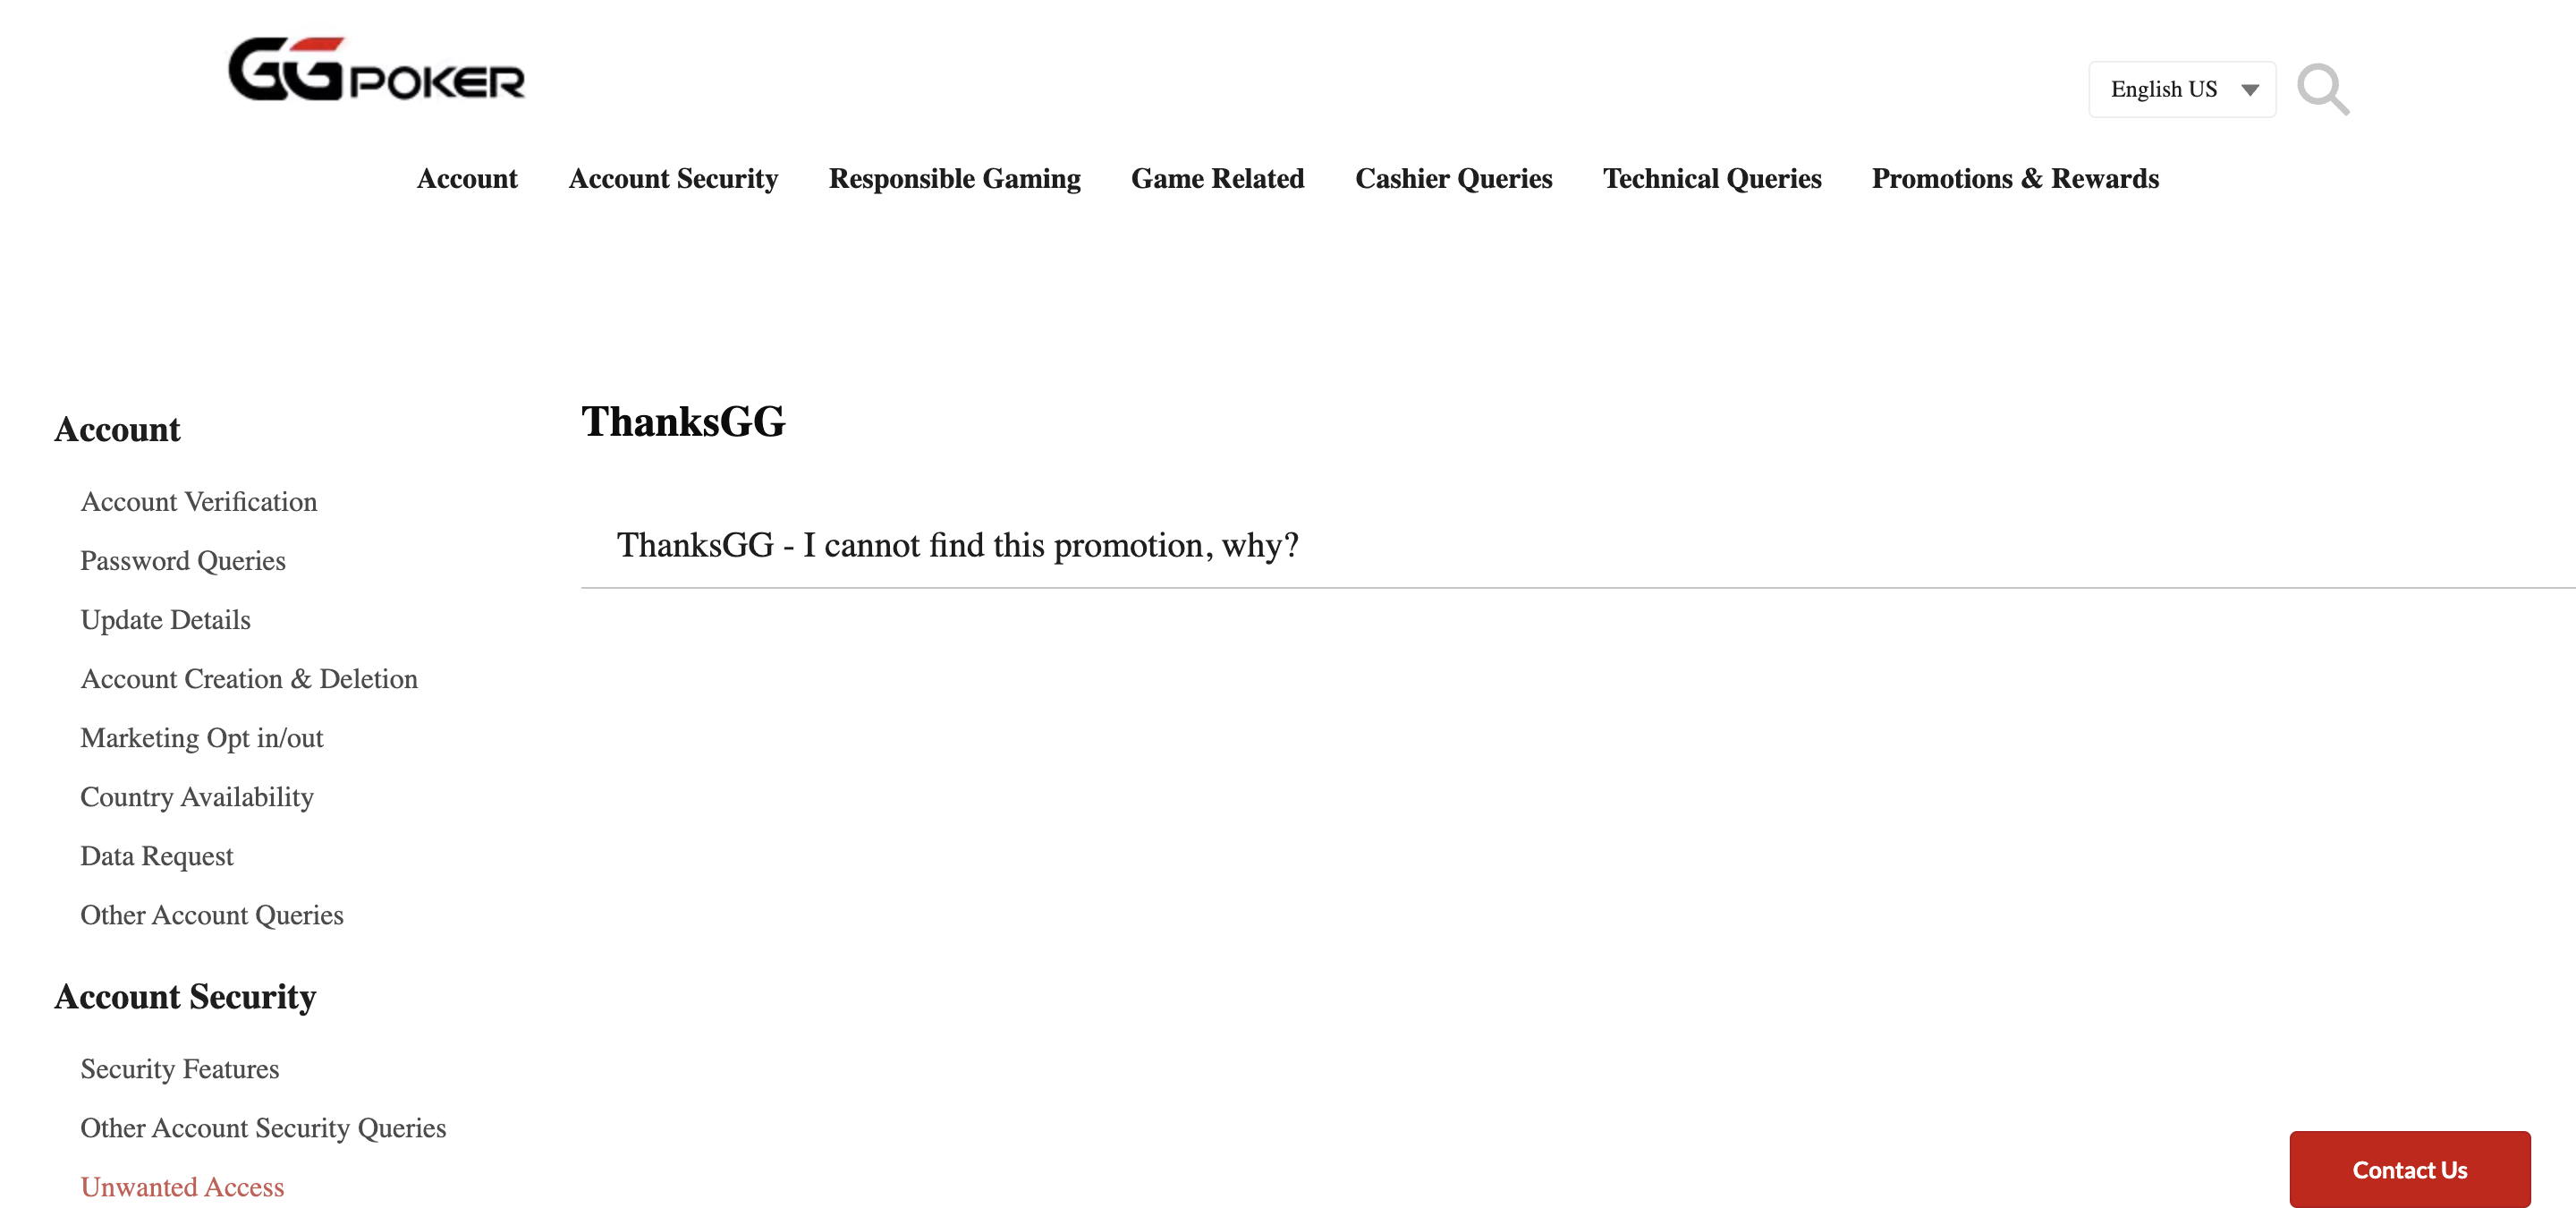 GGPOKER
English US
Account Account Security Responsible Gaming Game Related Cashier Queries Technical Queries Promotions & Rewards
Account
Account Verification
Password Queries
Update Details
Account Creation & Deletion
Marketing Opt in/out
Country Availability
Data Request
Other Account Queries
Account Security
Security Features
Other Account Security Queries
Unwanted Access
ThanksGG
ThanksGG - I cannot find this promotion, why?
Contact Us